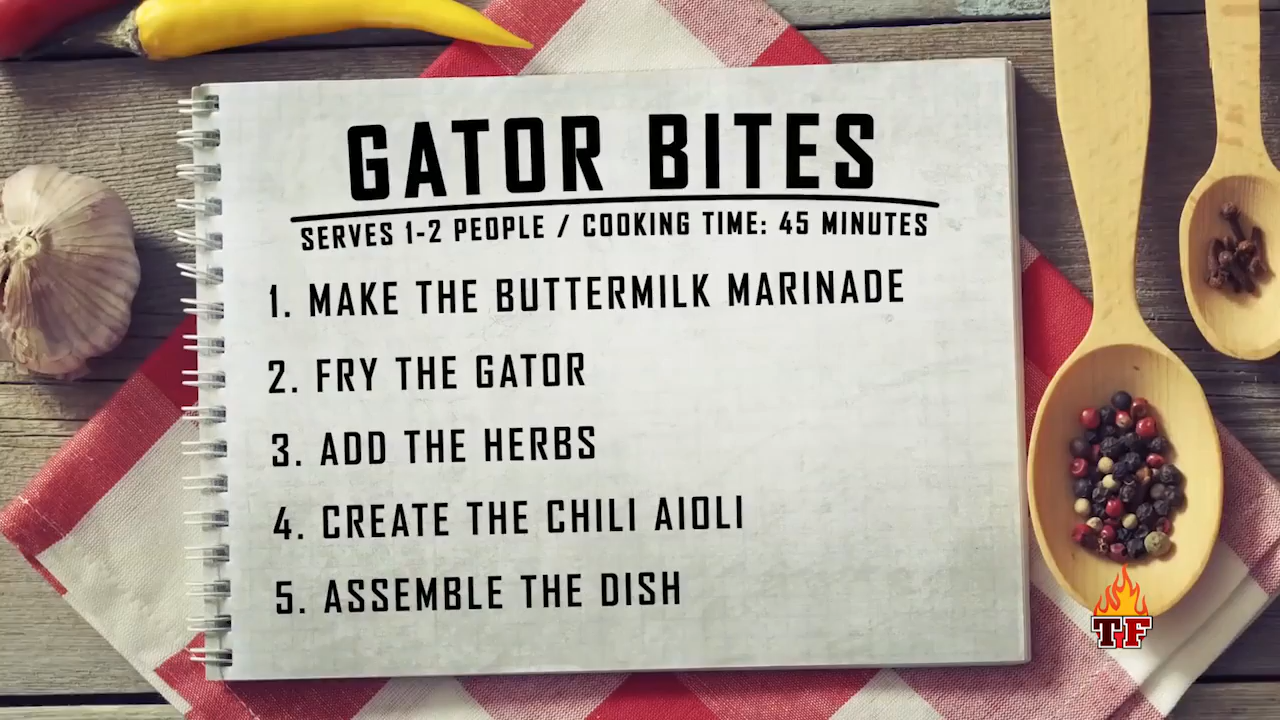 GATOR BITES
SERVES 1-2 PEOPLE / COOKING TIME: 45 MINUTES
1. MAKE THE BUTTERMILK MARINADE
2. FRY THE GATOR
3. ADD THE HERBS
4. CREATE THE CHILI AIOLI
5. ASSEMBLE THE DISH
TF